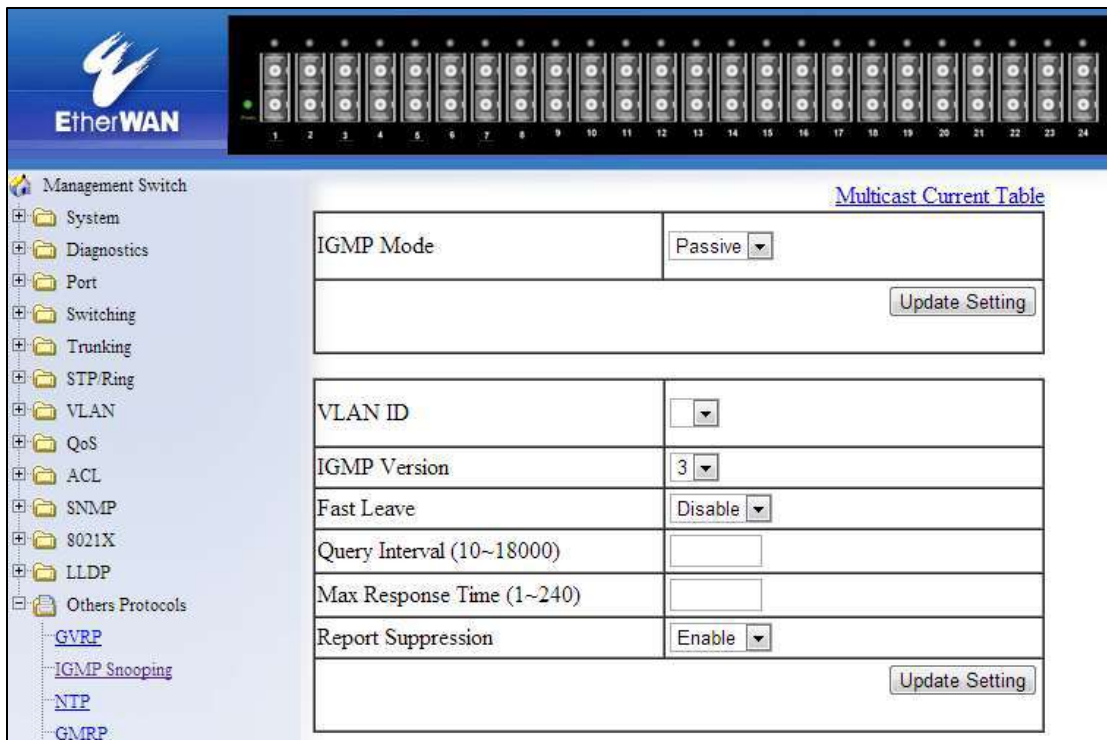 EtherWAN
1 2 3 4 5 6 7 8 9 10 11 12 13 14 15 16 17 18 19 20 21 22 23 24
Management Switch
System
Diagnostics
Port
Switching
Trunking
STP/Ring
VLAN
QoS
ACL
SNMP
8021X
LLDP
Others Protocols
GVRP
IGMP Snooping
NTP
GMRP
Multicast Current Table
IGMP Mode Passive
Update Setting
VLAN ID
IGMP Version 3
Fast Leave Disable
Query Interval (10~18000)
Max Response Time (1~240)
Report Suppression Enable
Update Setting